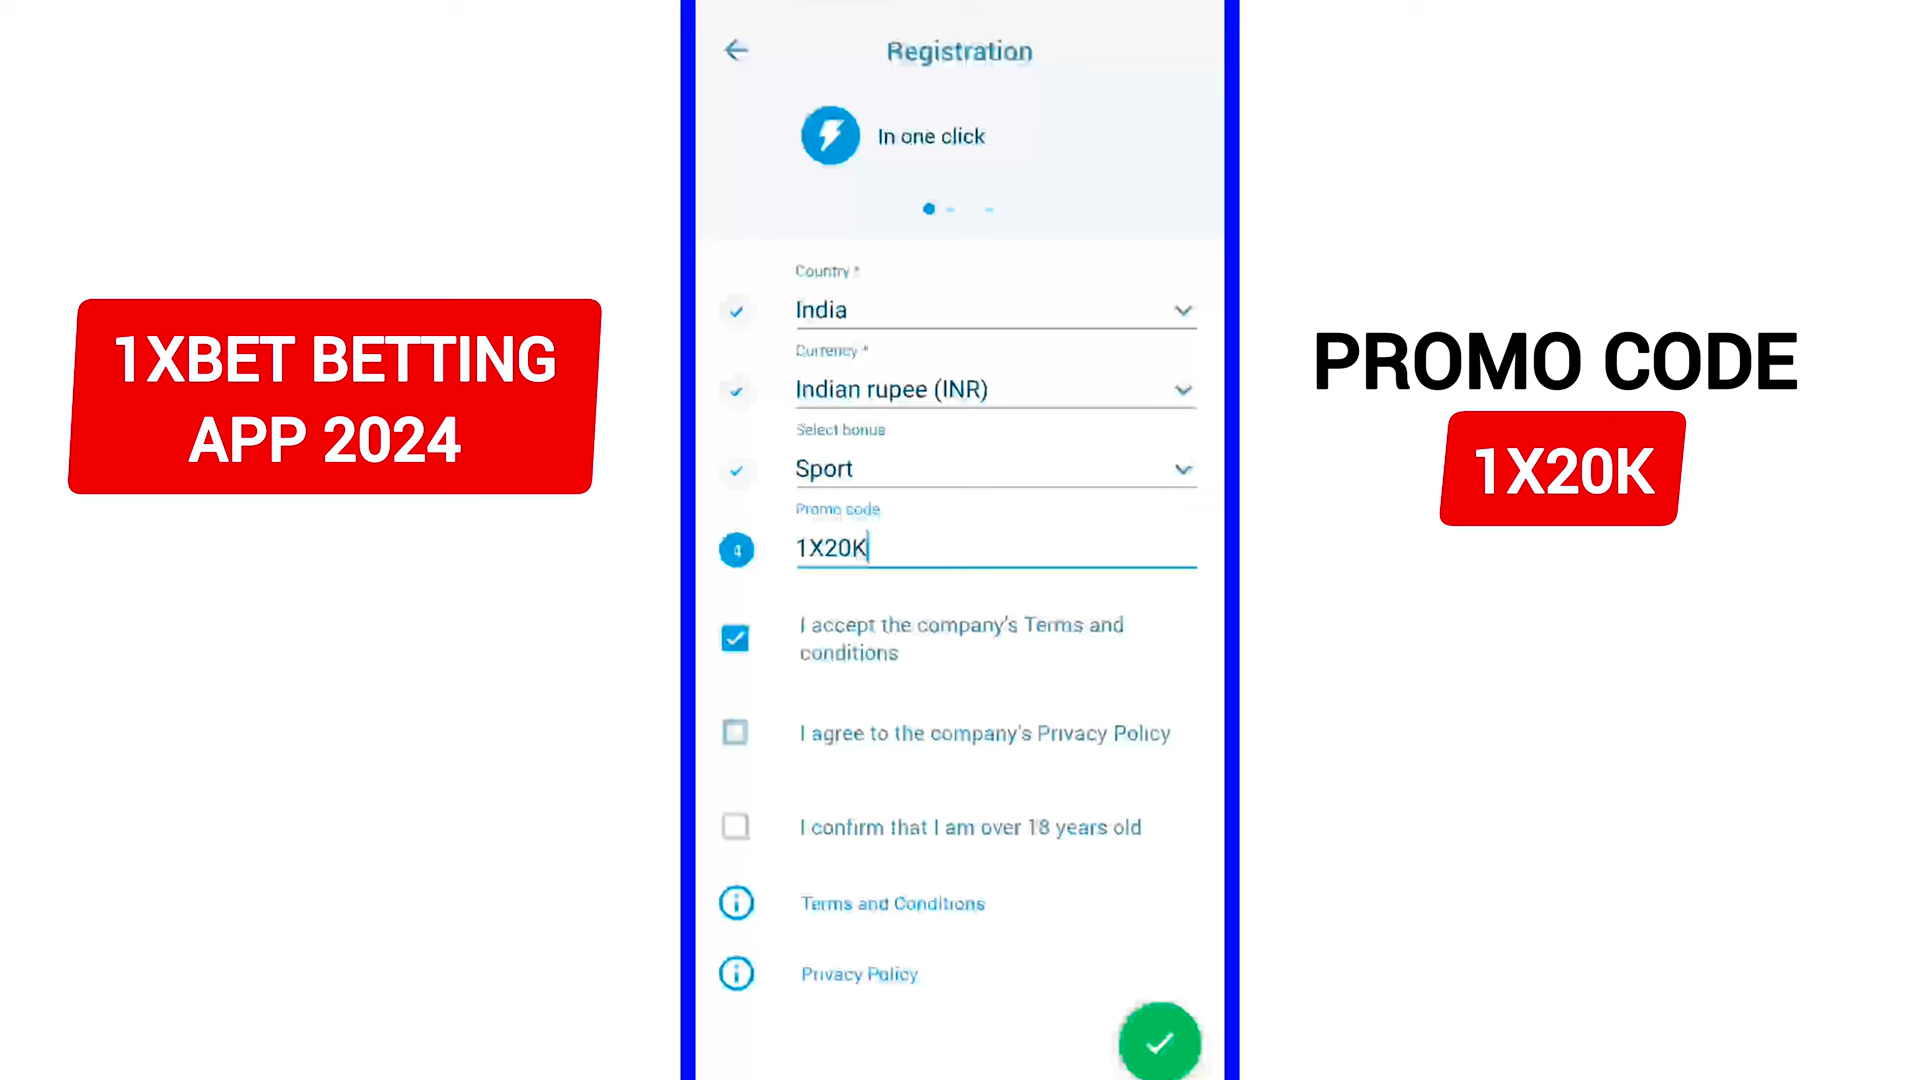 1XBET BETTING
APP 2024
Registration
In one click
Country *
India
Currency *
Indian rupee (INR)
Select bonus
Sport
Promo code
4
1X20K
I accept the company's Terms and
conditions
I agree to the company's Privacy Policy
I confirm that I am over 18 years old
Terms and Conditions
Privacy Policy
PROMO CODE
1X20K